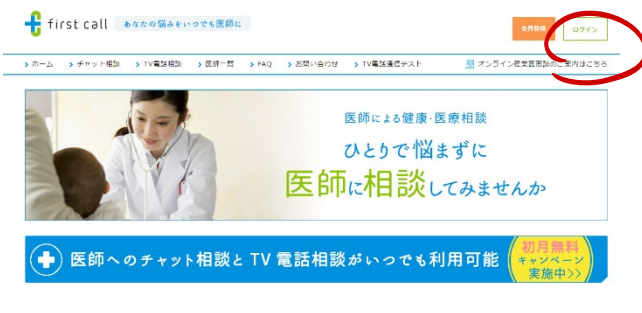 first call あなたの悩みをいつでも医師に
会員登録 ログイン
ホーム チャット相談 TV電話相談 医師一覧 FAQ お問い合わせ TV電話通信テスト オンライン産業医面談のご案内はこちら
医師による健康・医療相談
ひとりで悩まずに
医師に相談してみませんか
医師へのチャット相談と TV 電話相談がいつでも利用可能
初月無料
キャンペーン
実施中>>